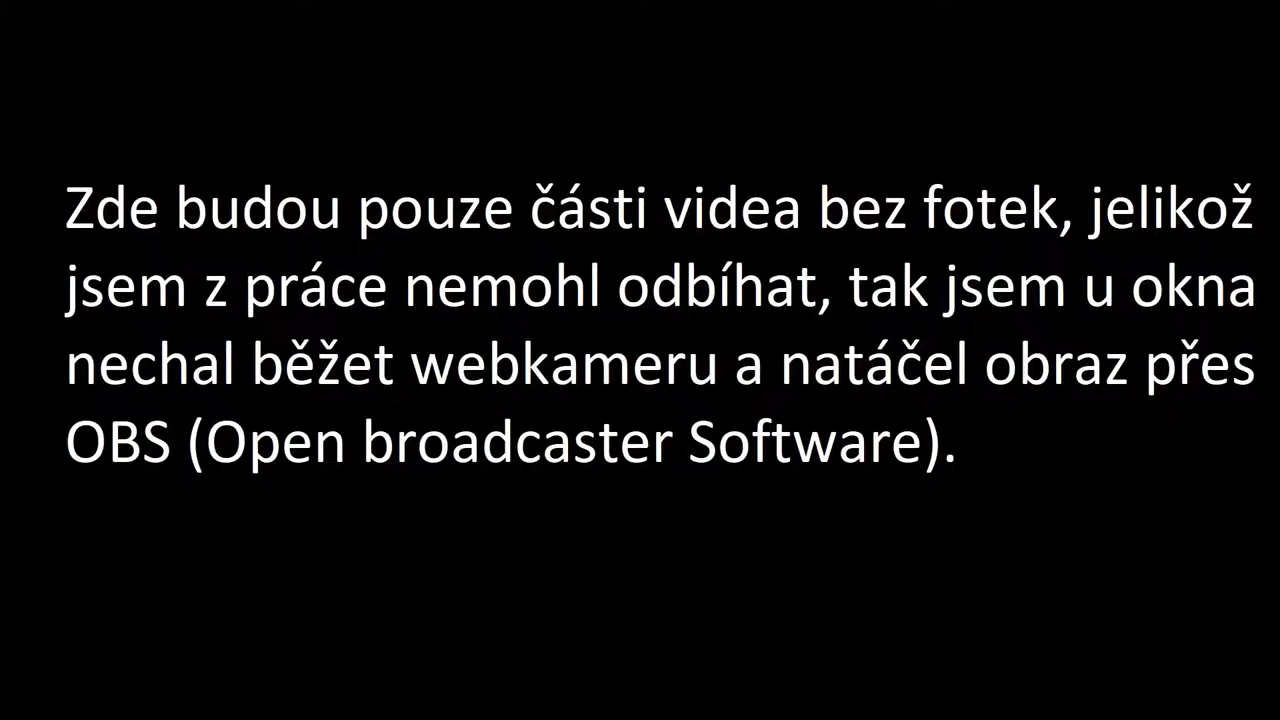 Zde budou pouze části videa bez fotek, jelikož
jsem z práce nemohl odbíhat, tak jsem u okna
nechal běžet webkameru a natáčel obraz přes
OBS (Open broadcaster Software).